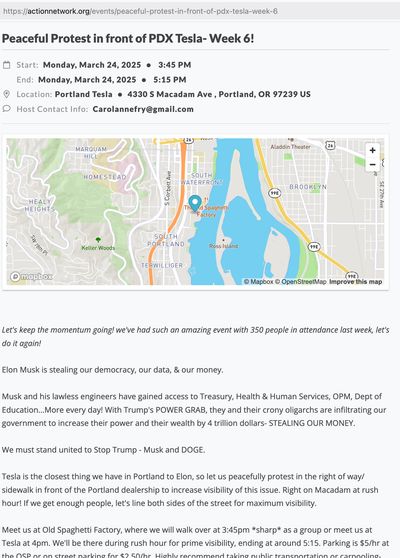 https://actionnetwork.org/events/peaceful-protest-in-front-of-pdx-tesla-week-6
Peaceful Protest in front of PDX Tesla- Week 6!
Start: Monday, March 24, 2025 • 3:45 PM
End: Monday, March 24, 2025 • 5:15 PM
Location: Portland Tesla • 4330 S Macadam Ave , Portland, OR 97239 US
Host Contact Info: Carolannefry@gmail.com
MARQUAM HILL
HOMESTEAD
S Corbett Ave
SOUTH WATERFRONT
Aladdin Theater
26
26
+
−
BROOKLYN
99E
SE 27th Ave
HEALY HEIGHTS
Spaghetti Factory
Keller Woods
SOUTH PORTLAND
Ross Island
99E
99E
TERWILLIGER
mapbox
© Mapbox © OpenStreetMap Improve this map
Let's keep the momentum going! we've had such an amazing event with 350 people in attendance last week, let's
do it again!
Elon Musk is stealing our democracy, our data, & our money.
Musk and his lawless engineers have gained access to Treasury, Health & Human Services, OPM, Dept of
Education...More every day! With Trump's POWER GRAB, they and their crony oligarchs are infiltrating our
government to increase their power and their wealth by 4 trillion dollars- STEALING OUR MONEY.
We must stand united to Stop Trump - Musk and DOGE.
Tesla is the closest thing we have in Portland to Elon, so let us peacefully protest in the right of way/
sidewalk in front of the Portland dealership to increase visibility of this issue. Right on Macadam at rush
hour! If we get enough people, let's line both sides of the street for maximum visibility.
Meet us at Old Spaghetti Factory, where we will walk over at 3:45pm *sharp* as a group or meet us at
Tesla at 4pm. We'll be there during rush hour for prime visibility, ending at around 5:15. Parking is $5/hr at
the OSP or on street parking for $2.50/hr. Highly recommend taking public transportation or carpooling-